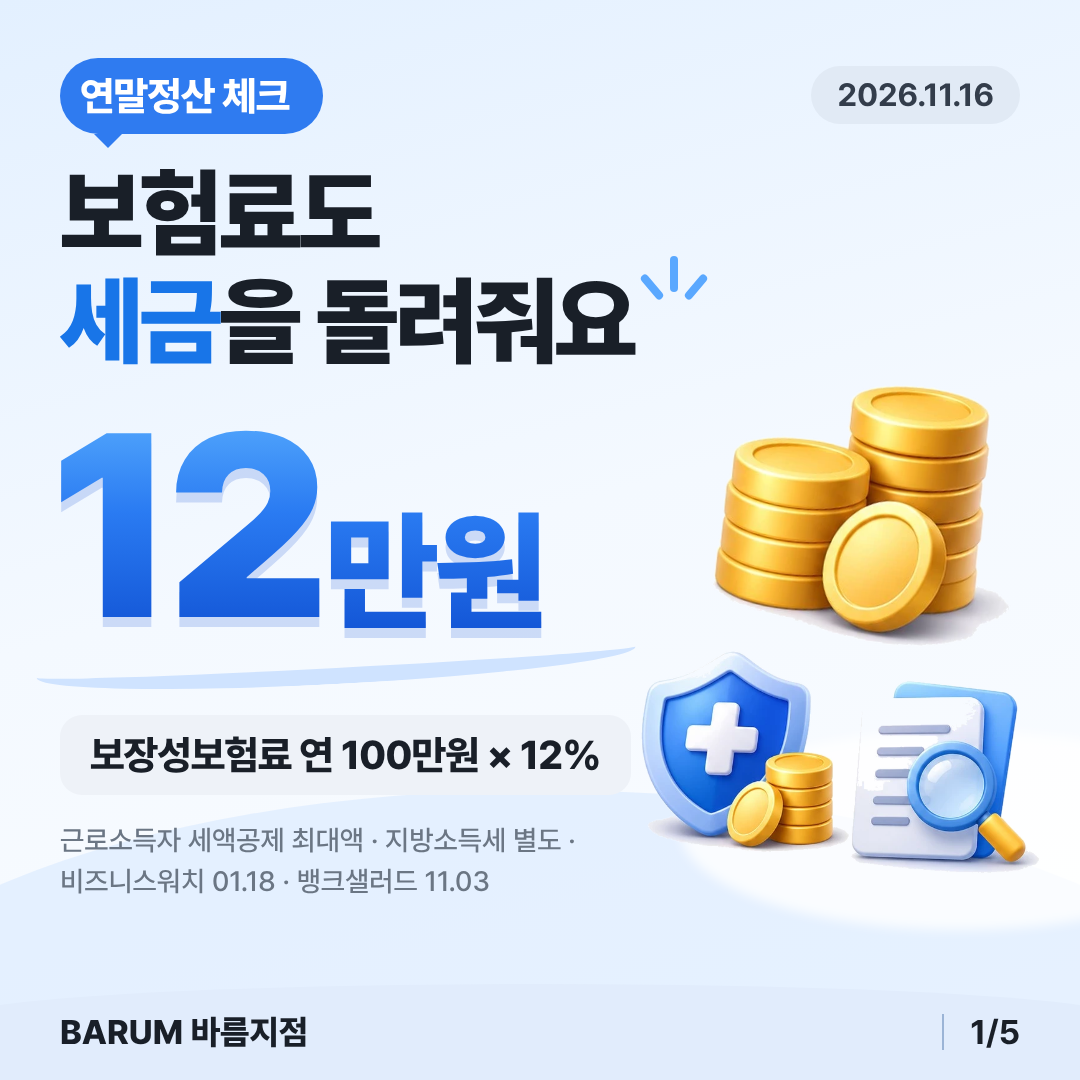 연말정산 체크
2026.11.16
보험료도
세금을 돌려줘요
12만원
보장성보험료 연 100만원 × 12%
근로소득자 세액공제 최대액 · 지방소득세 별도 ·
비즈니스워치 01.18 · 뱅크샐러드 11.03
BARUM 바름지점
1/5